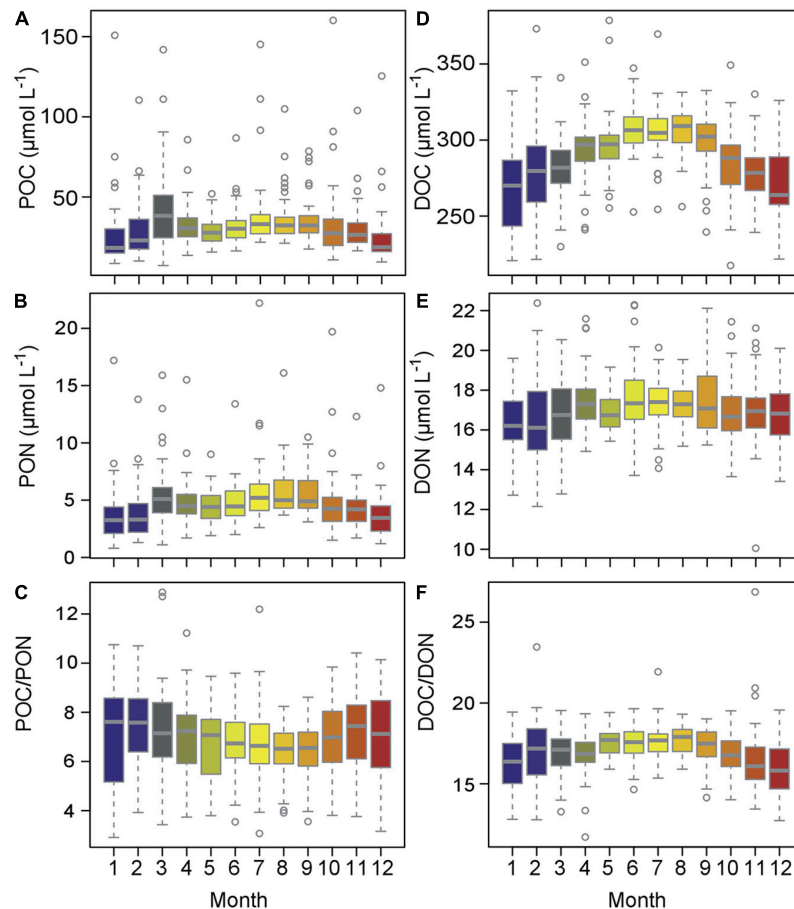 A
POC (µmol L⁻¹)
150
100
50
B
PON (µmol L⁻¹)
20
15
10
5
0
C
POC/PON
12
10
8
6
4
1 2 3 4 5 6 7 8 9 10 11 12
Month
D
DOC (µmol L⁻¹)
350
300
250
E
DON (µmol L⁻¹)
22
20
18
16
14
12
10
F
DOC/DON
25
20
15
1 2 3 4 5 6 7 8 9 10 11 12
Month